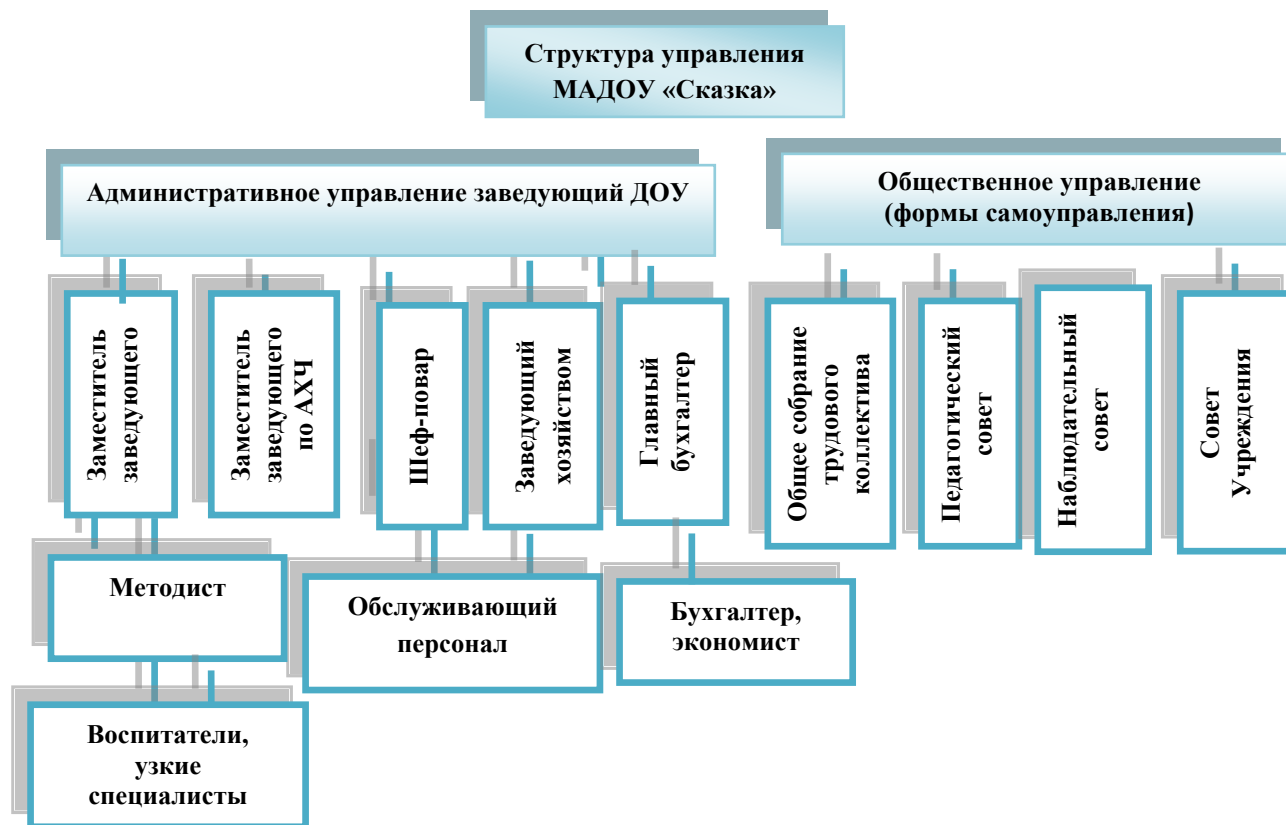 Структура управления
МАДОУ «Сказка»
Административное управление заведующий ДОУ
Общественное управление
(формы самоуправления)
Заместитель
заведующего
Заместитель
заведующего
по АХЧ
Шеф-повар
Заведующий
хозяйством
Главный
бухгалтер
Общее собрание
трудового
коллектива
Педагогический
совет
Наблюдательный
совет
Совет
Учреждения
Методист
Обслуживающий
персонал
Бухгалтер,
экономист
Воспитатели,
узкие
специалисты